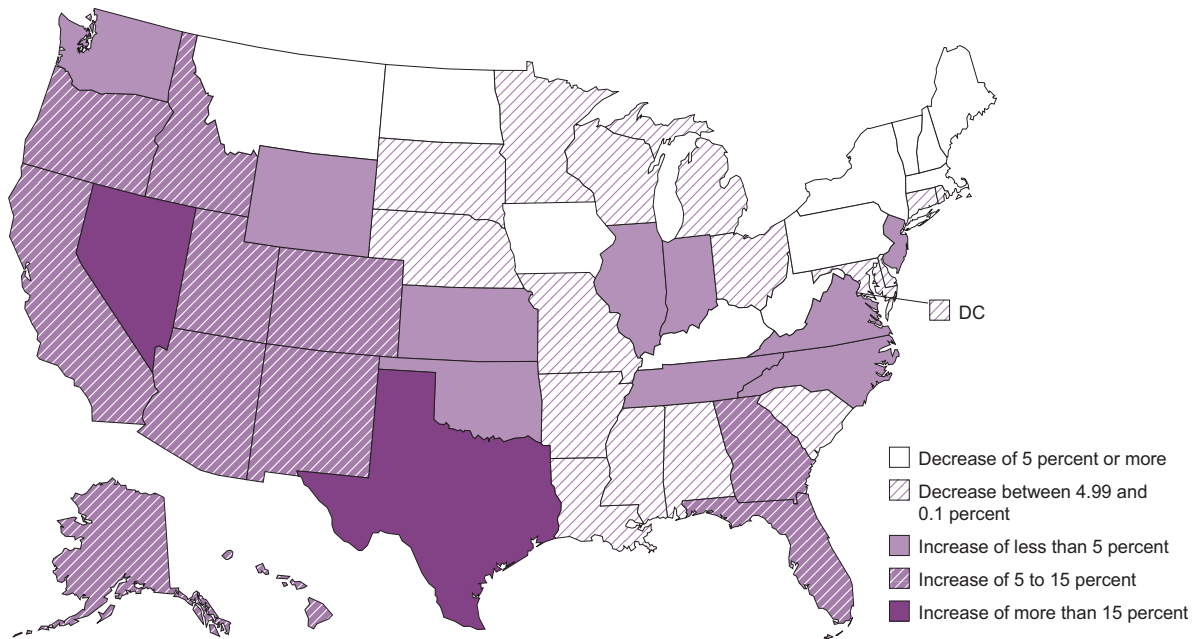 DC
Decrease of 5 percent or more
Decrease between 4.99 and
0.1 percent
Increase of less than 5 percent
Increase of 5 to 15 percent
Increase of more than 15 percent